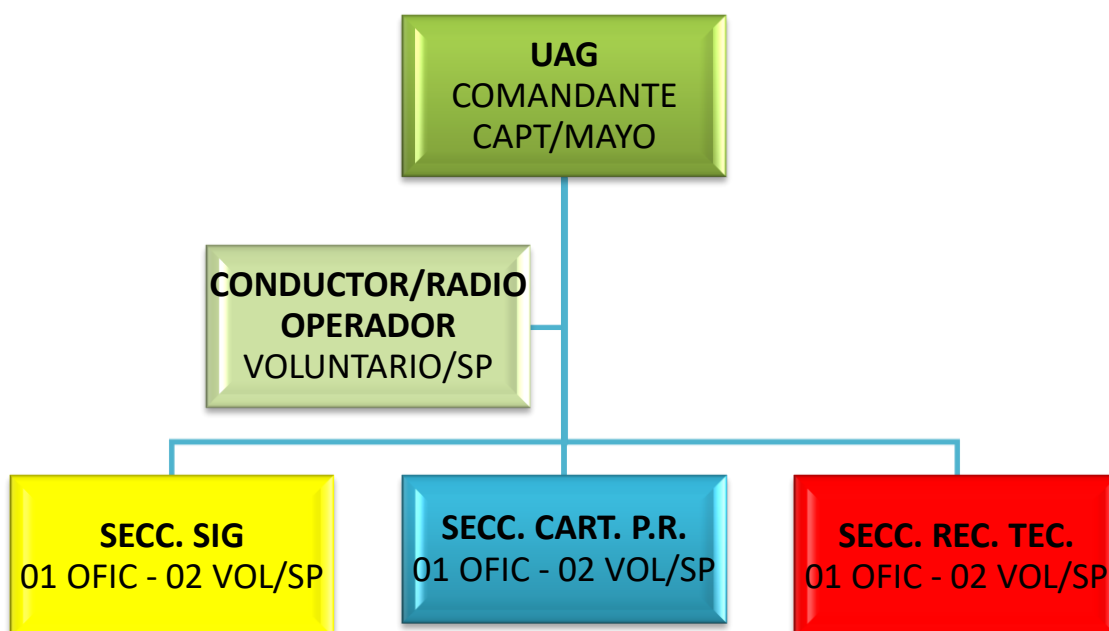 UAG
COMANDANTE
CAPT/MAYO
CONDUCTOR/RADIO
OPERADOR
VOLUNTARIO/SP
SECC. SIG
01 OFIC - 02 VOL/SP
SECC. CART. P.R.
01 OFIC - 02 VOL/SP
SECC. REC. TEC.
01 OFIC - 02 VOL/SP